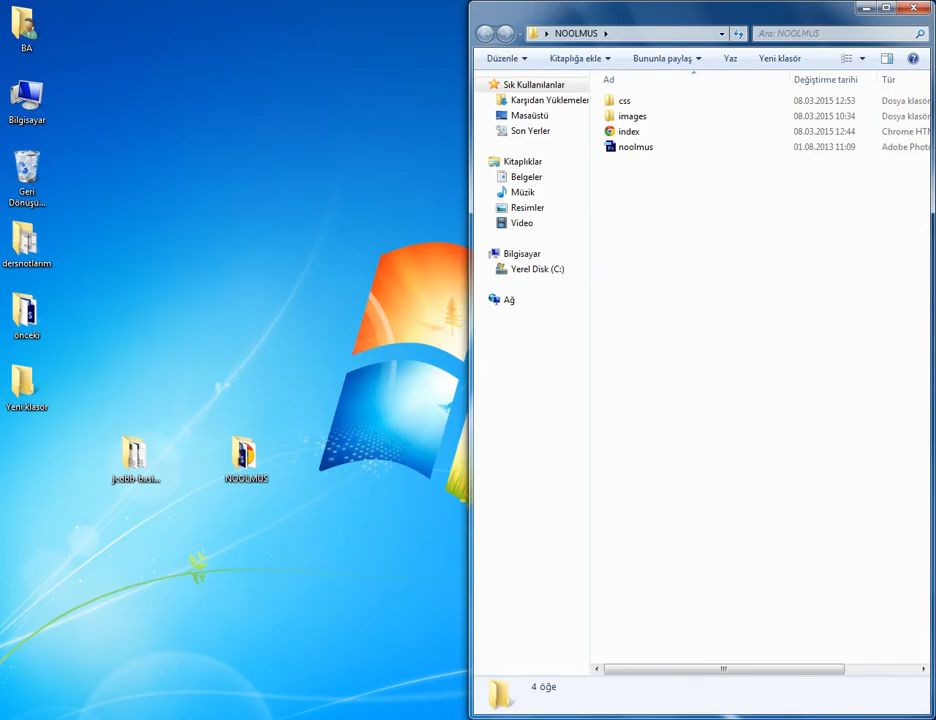 BA
Bilgisayar
Geri
Dönüşü...
dersnotlarım
önceki
Yeni klasör
jcobb-basi...
NOOLMUS
NOOLMUS
Ara: NOOLMUS
Düzenle
Kitaplığa ekle
Bununla paylaş
Yaz
Yeni klasör
Sık Kullanılanlar
Karşıdan Yüklemeler
Masaüstü
Son Yerler
Kitaplıklar
Belgeler
Müzik
Resimler
Video
Bilgisayar
Yerel Disk (C:)
Ağ
Ad Değiştirme tarihi Tür
css 08.03.2015 12:53 Dosya klasör
images 08.03.2015 10:34 Dosya klasör
index 08.03.2015 12:44 Chrome HTM
noolmus 01.08.2013 11:09 Adobe Photo
4 öğe